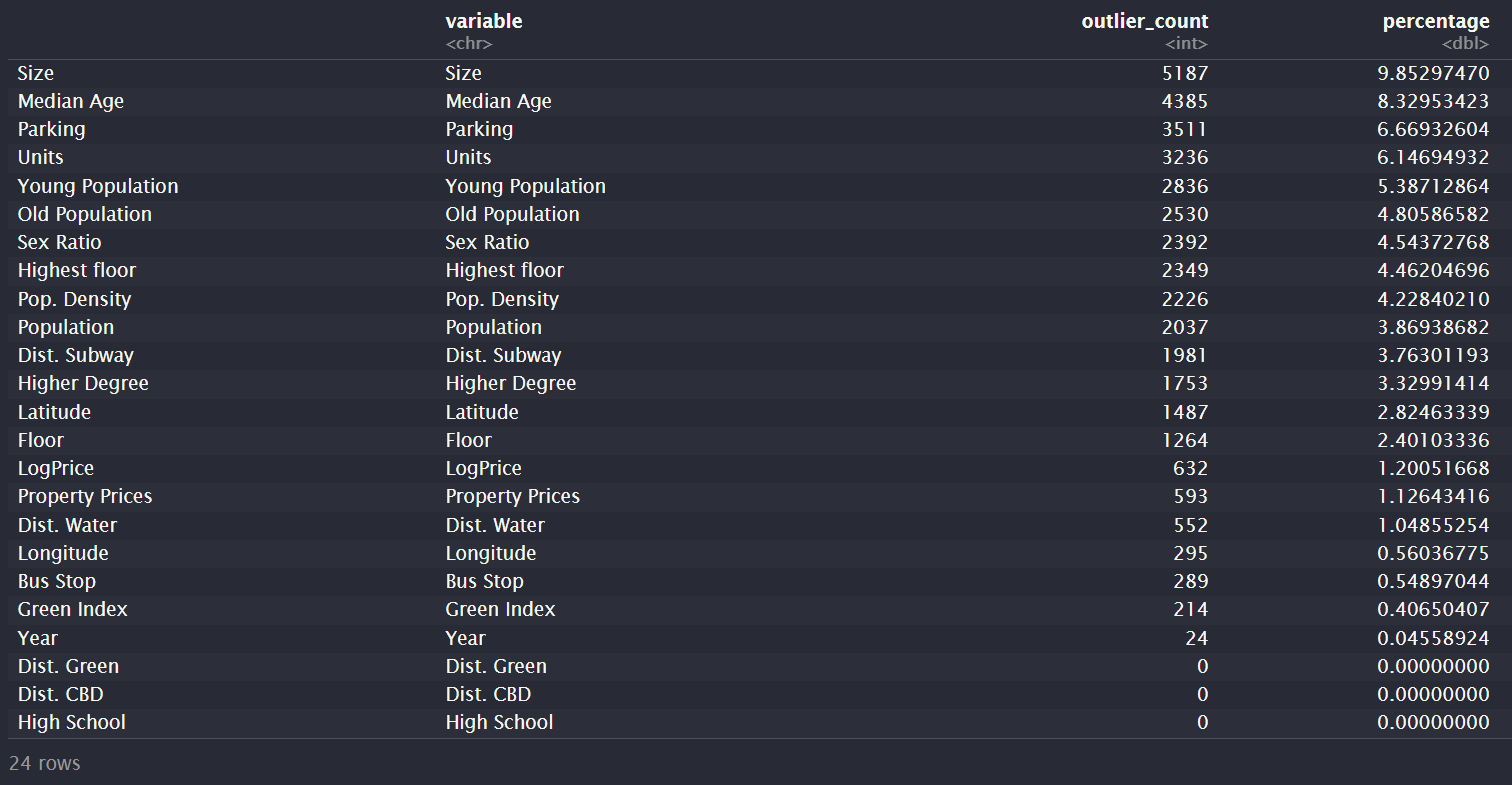 variable outlier_count percentage
<chr> <int> <dbl>
Size Size 5187 9.85297470
Median Age Median Age 4385 8.32953423
Parking Parking 3511 6.66932604
Units Units 3236 6.14694932
Young Population Young Population 2836 5.38712864
Old Population Old Population 2530 4.80586582
Sex Ratio Sex Ratio 2392 4.54372768
Highest floor Highest floor 2349 4.46204696
Pop. Density Pop. Density 2226 4.22840210
Population Population 2037 3.86938682
Dist. Subway Dist. Subway 1981 3.76301193
Higher Degree Higher Degree 1753 3.32991414
Latitude Latitude 1487 2.82463339
Floor Floor 1264 2.40103336
LogPrice LogPrice 632 1.20051668
Property Prices Property Prices 593 1.12643416
Dist. Water Dist. Water 552 1.04855254
Longitude Longitude 295 0.56036775
Bus Stop Bus Stop 289 0.54897044
Green Index Green Index 214 0.40650407
Year Year 24 0.04558924
Dist. Green Dist. Green 0 0.00000000
Dist. CBD Dist. CBD 0 0.00000000
High School High School 0 0.00000000
24 rows